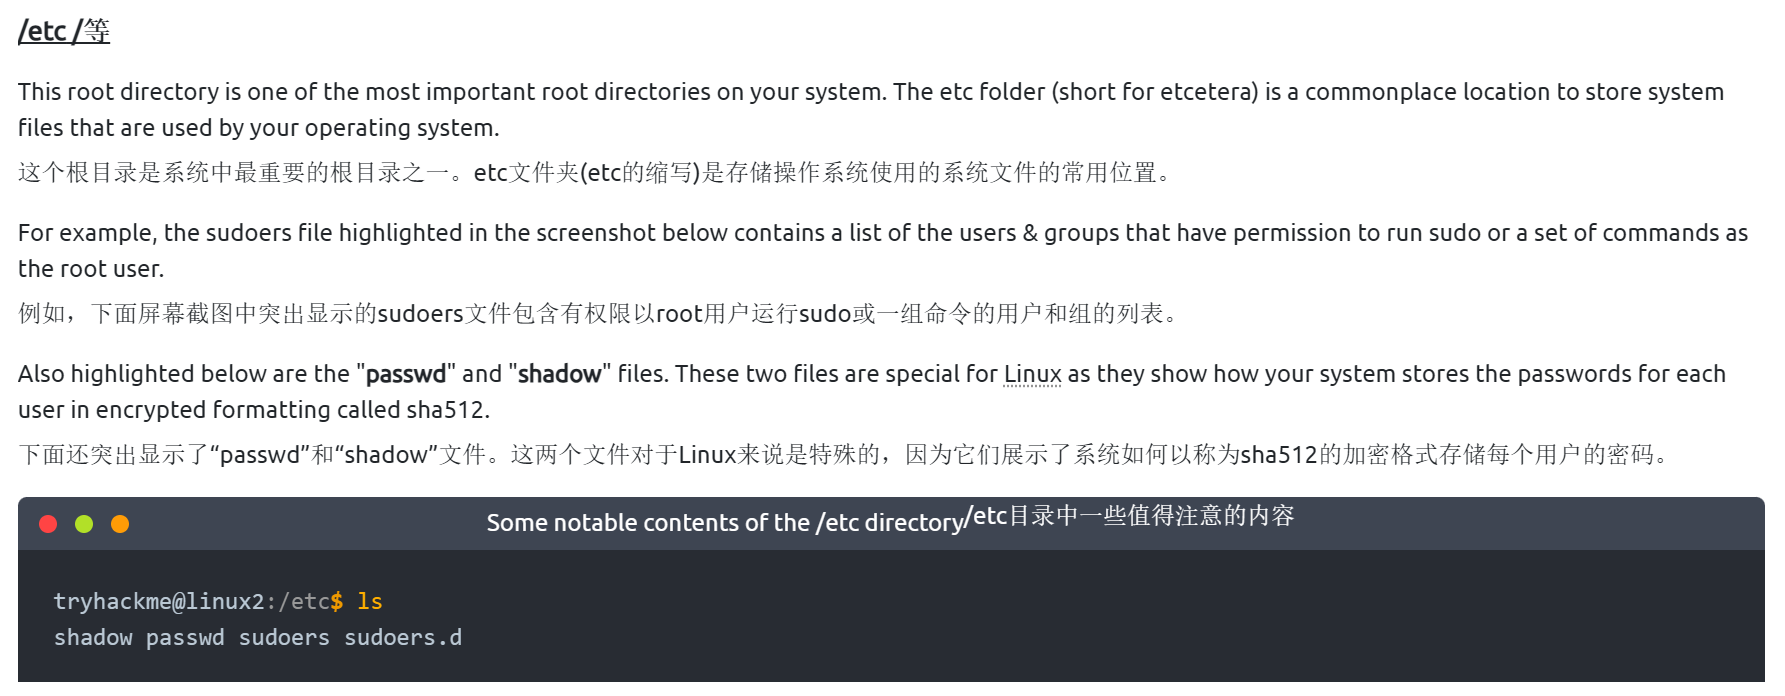 /etc /等
This root directory is one of the most important root directories on your system. The etc folder (short for etcetera) is a commonplace location to store system
files that are used by your operating system.
这个根目录是系统中最重要的根目录之一。etc文件夹(etc的缩写)是存储操作系统使用的系统文件的常用位置。
For example, the sudoers file highlighted in the screenshot below contains a list of the users & groups that have permission to run sudo or a set of commands as
the root user.
例如，下面屏幕截图中突出显示的sudoers文件包含有权限以root用户运行sudo或一组命令的用户和组的列表。
Also highlighted below are the "passwd" and "shadow" files. These two files are special for Linux as they show how your system stores the passwords for each
user in encrypted formatting called sha512.
下面还突出显示了“passwd”和“shadow”文件。这两个文件对于Linux来说是特殊的，因为它们展示了系统如何以称为sha512的加密格式存储每个用户的密码。
Some notable contents of the /etc directory/etc目录中一些值得注意的内容
tryhackme@linux2:/etc$ ls
shadow passwd sudoers sudoers.d